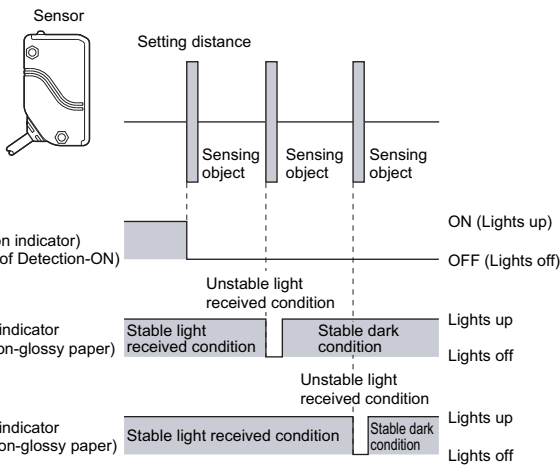 Sensor
Setting distance
Sensing
object
Sensing
object
Sensing
object
on indicator)
of Detection-ON)
ON (Lights up)
OFF (Lights off)
Unstable light
received condition
indicator
on-glossy paper)
Stable light
received condition
Stable dark
condition
Lights up
Lights off
Unstable light
received condition
indicator
on-glossy paper)
Stable light received condition
Stable dark
condition
Lights up
Lights off